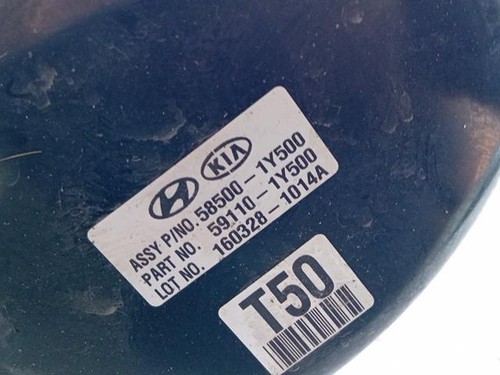 KIA
ASSY P/NO. 58500-1Y500
PART NO. 59110-1Y500
LOT NO. 160328-1014A
T50